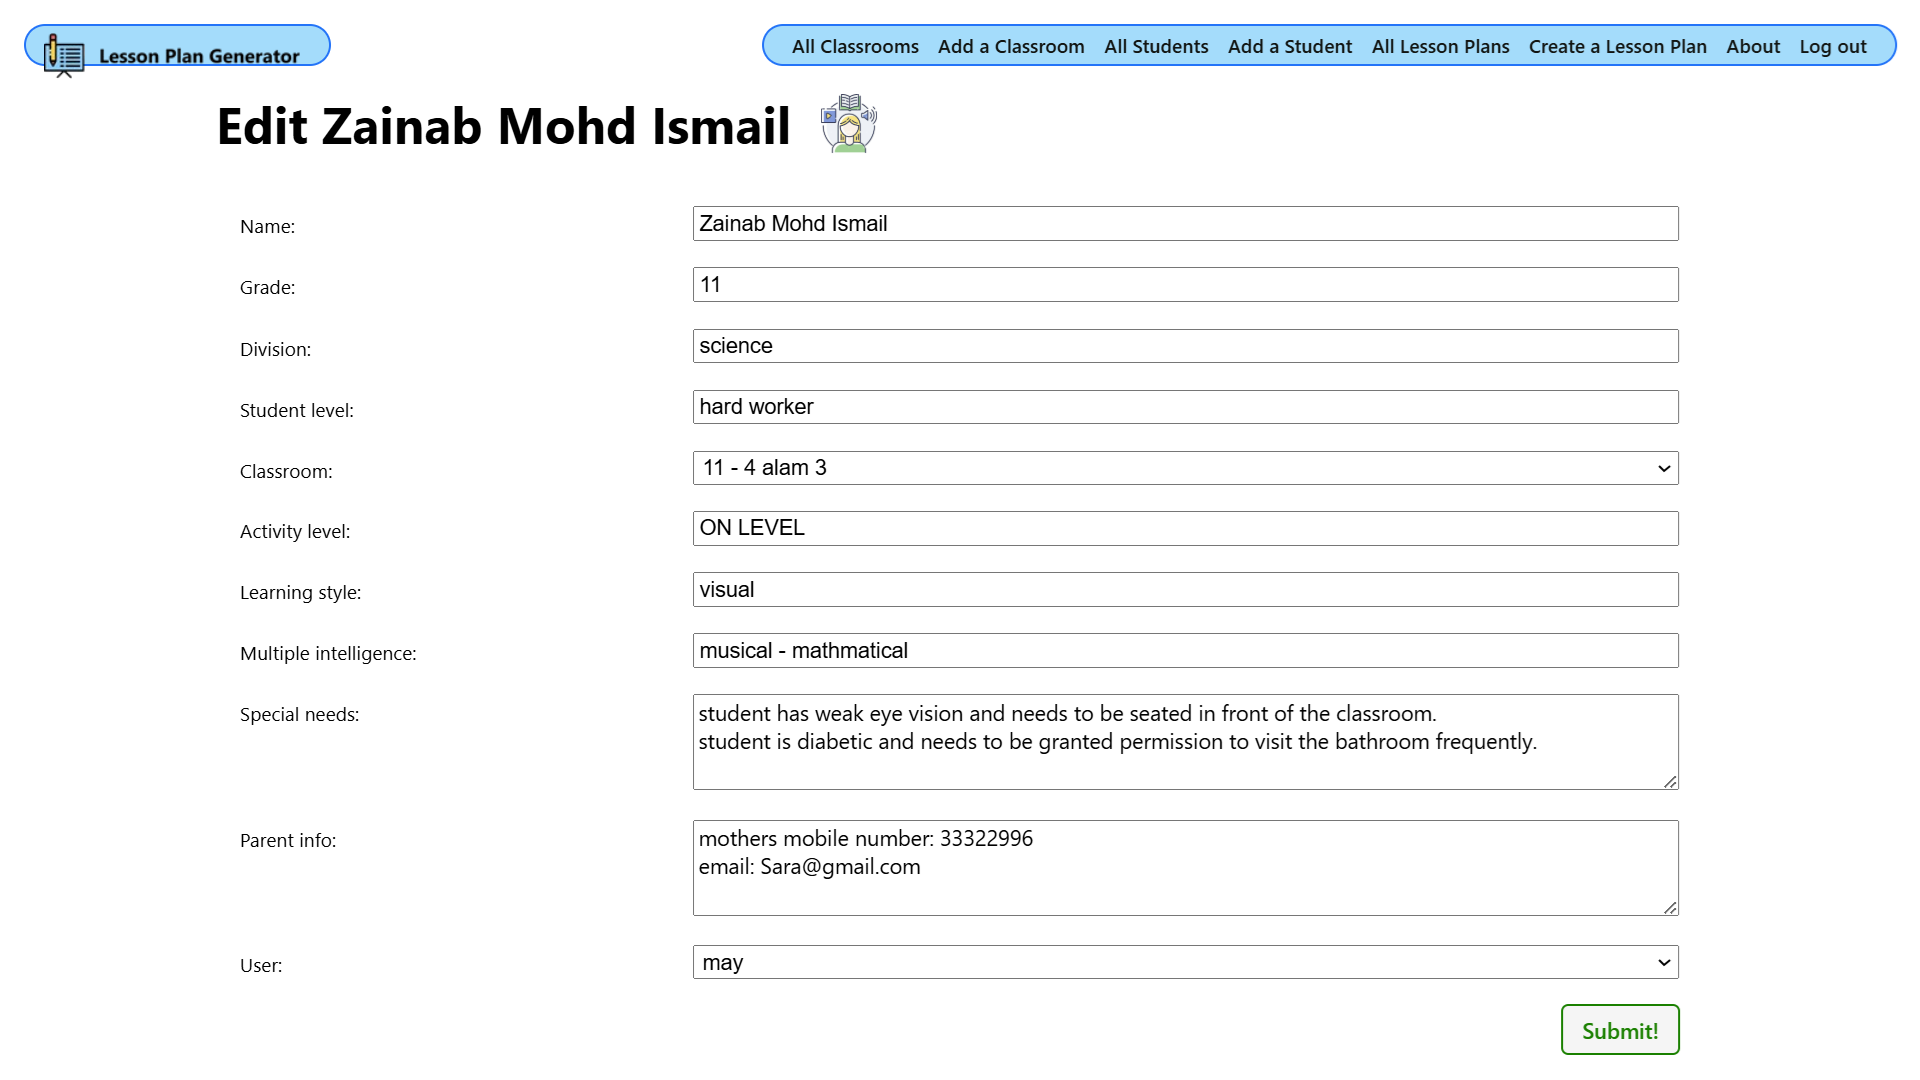 Lesson Plan Generator
All Classrooms Add a Classroom All Students Add a Student All Lesson Plans Create a Lesson Plan About Log out
Edit Zainab Mohd Ismail
Name: Zainab Mohd Ismail
Grade: 11
Division: science
Student level: hard worker
Classroom: 11 - 4 alam 3
Activity level: ON LEVEL
Learning style: visual
Multiple intelligence: musical - mathmatical
Special needs: student has weak eye vision and needs to be seated in front of the classroom.
student is diabetic and needs to be granted permission to visit the bathroom frequently.
Parent info: mothers mobile number: 33322996
email: Sara@gmail.com
User: may
Submit!